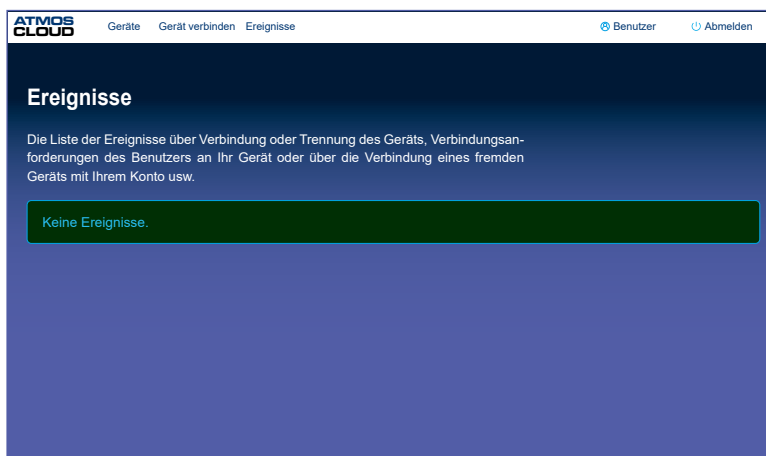 ATMOS
CLOUD
Geräte Gerät verbinden Ereignisse Benutzer Abmelden
Ereignisse
Die Liste der Ereignisse über Verbindung oder Trennung des Geräts, Verbindungsan-
forderungen des Benutzers an Ihr Gerät oder über die Verbindung eines fremden
Geräts mit Ihrem Konto usw.
Keine Ereignisse.